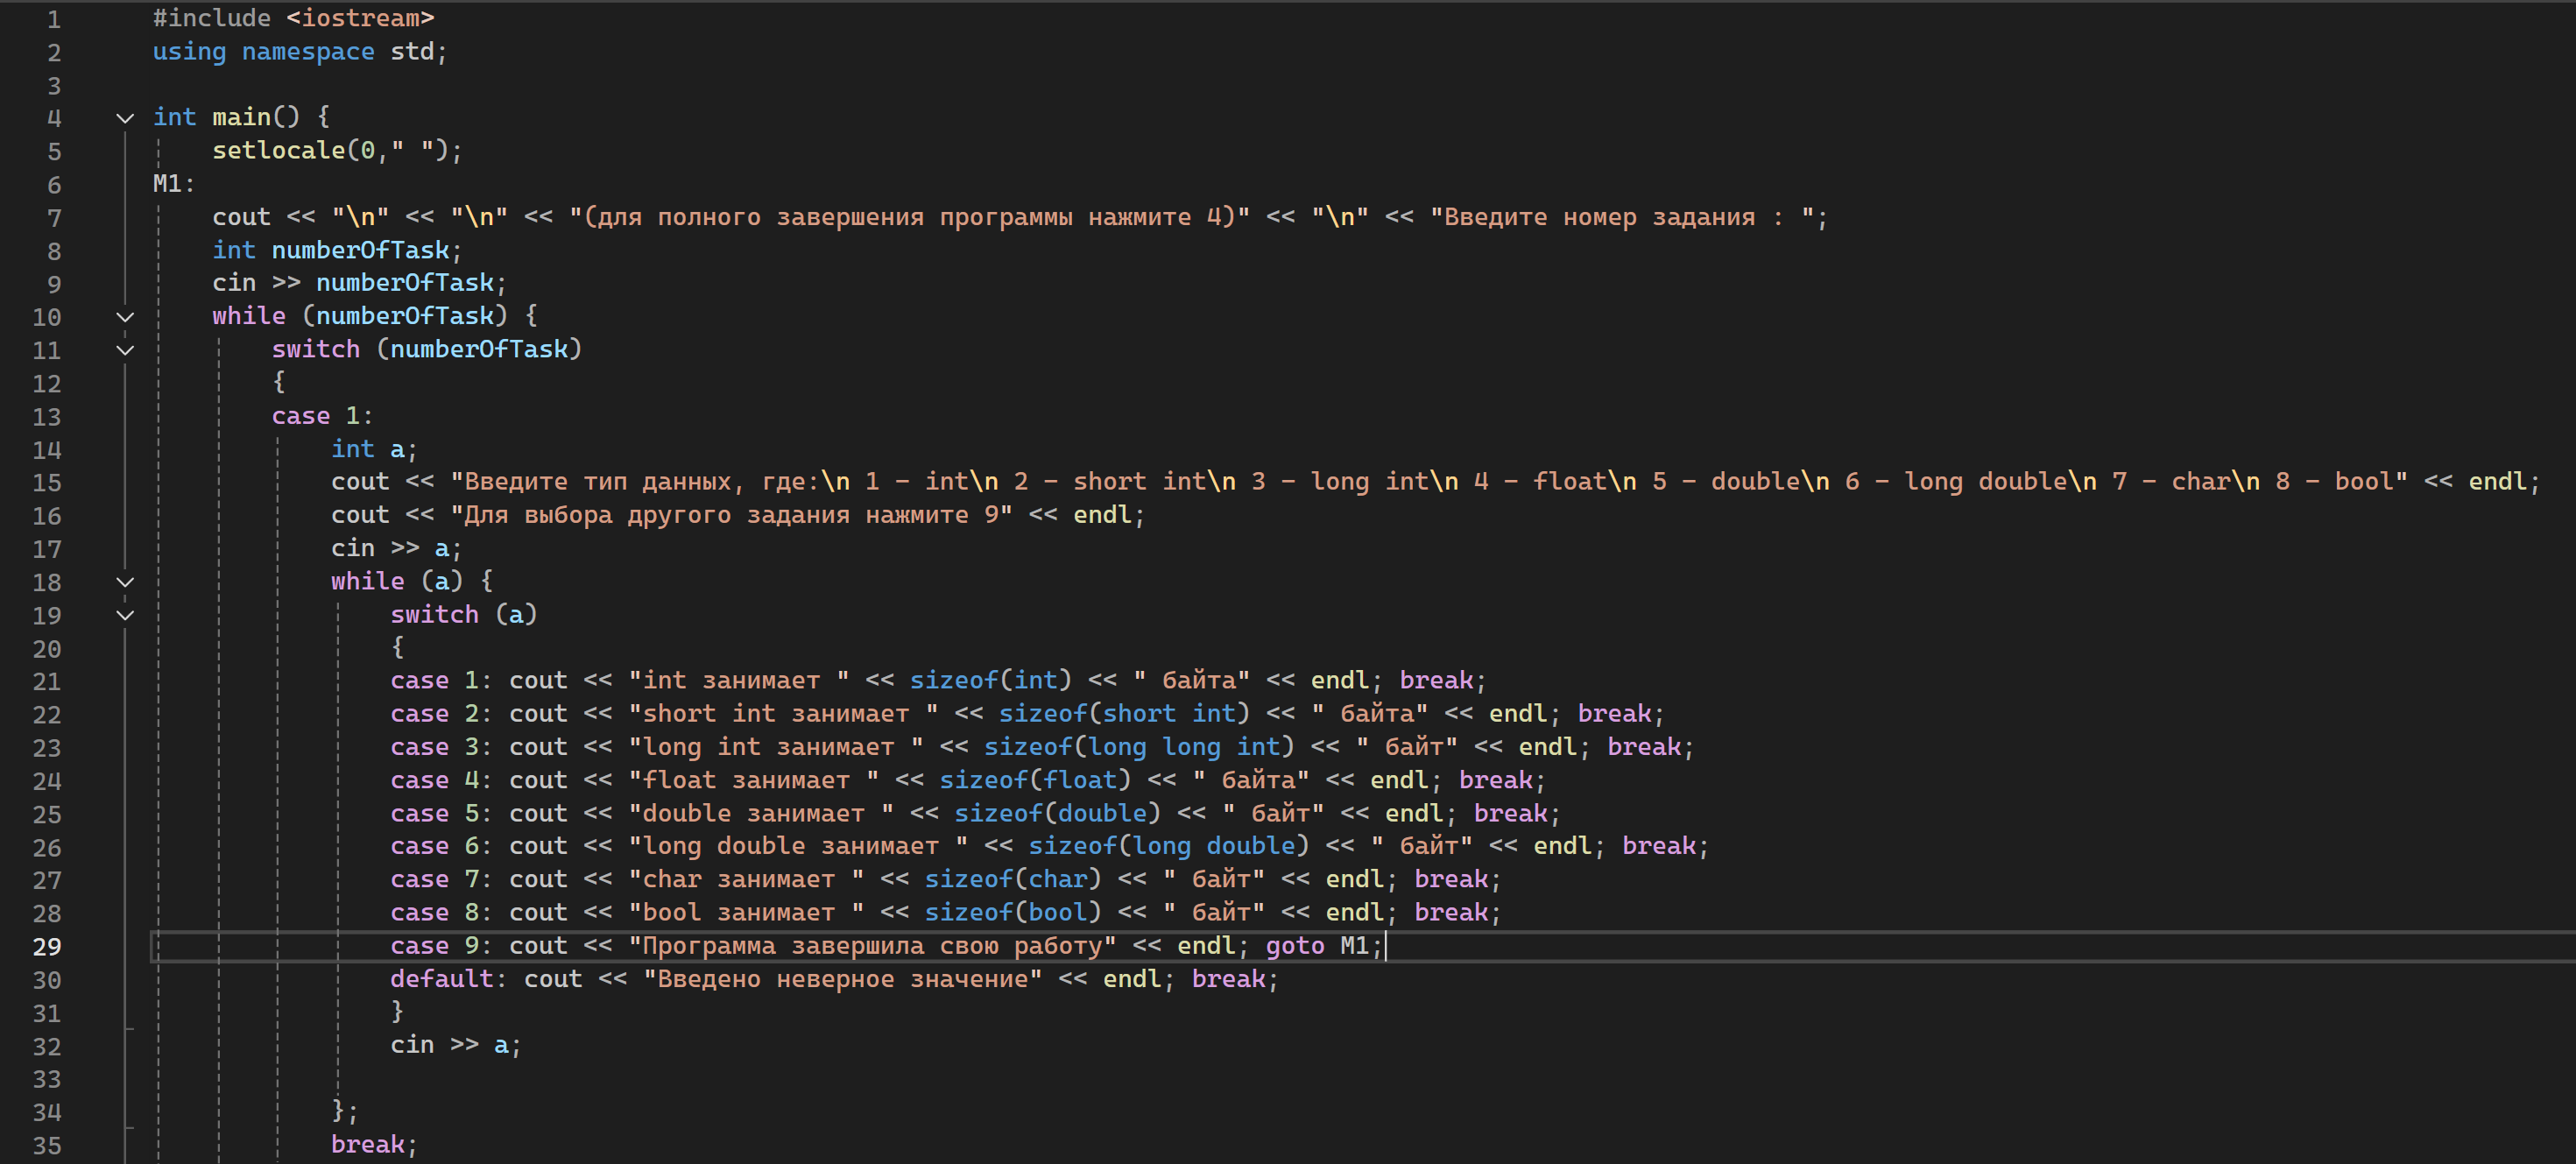 1 #include <iostream>
2 using namespace std;
3
4 int main() {
5 setlocale(0," ");
6 M1:
7 cout << "\n" << "\n" << "(для полного завершения программы нажмите 4)" << "\n" << "Введите номер задания : ";
8 int numberOfTask;
9 cin >> numberOfTask;
10 while (numberOfTask) {
11 switch (numberOfTask)
12 {
13 case 1:
14 int a;
15 cout << "Введите тип данных, где:\n 1 - int\n 2 - short int\n 3 - long int\n 4 - float\n 5 - double\n 6 - long double\n 7 - char\n 8 - bool" << endl;
16 cout << "Для выбора другого задания нажмите 9" << endl;
17 cin >> a;
18 while (a) {
19 switch (a)
20 {
21 case 1: cout << "int занимает " << sizeof(int) << " байта" << endl; break;
22 case 2: cout << "short int занимает " << sizeof(short int) << " байта" << endl; break;
23 case 3: cout << "long int занимает " << sizeof(long long int) << " байт" << endl; break;
24 case 4: cout << "float занимает " << sizeof(float) << " байта" << endl; break;
25 case 5: cout << "double занимает " << sizeof(double) << " байт" << endl; break;
26 case 6: cout << "long double занимает " << sizeof(long double) << " байт" << endl; break;
27 case 7: cout << "char занимает " << sizeof(char) << " байт" << endl; break;
28 case 8: cout << "bool занимает " << sizeof(bool) << " байт" << endl; break;
29 case 9: cout << "Программа завершила свою работу" << endl; goto M1;
30 default: cout << "Введено неверное значение" << endl; break;
31 }
32 cin >> a;
33
34 };
35 break;